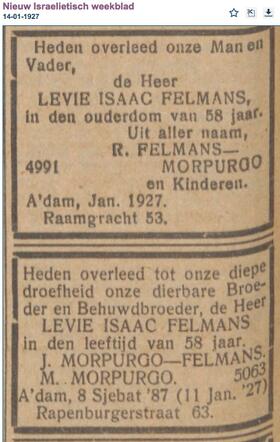 Nieuw Israelietisch weekblad
14-01-1927
Heden overleed onze Man en
Vader,
de Heer
LEVIE ISAAC FELMANS,
in den ouderdom van 58 jaar.
Uit aller naam,
R. FELMANS—
4991 MORPURGO
en Kinderen.
A'dam, Jan. 1927.
Raamgracht 53.
Heden overleed tot onze diepe
droefheid onze dierbare Broe-
der en Behuwdbroeder, de Heer
LEVIE ISAAC FELMANS
in den leeftijd van 58 jaar.
J. MORPURGO—FELMANS.
M. MORPURGO. 5063
A'dam, 8 Sjebat '87 (11 Jan. '27)
Rapenburgerstraat 63.